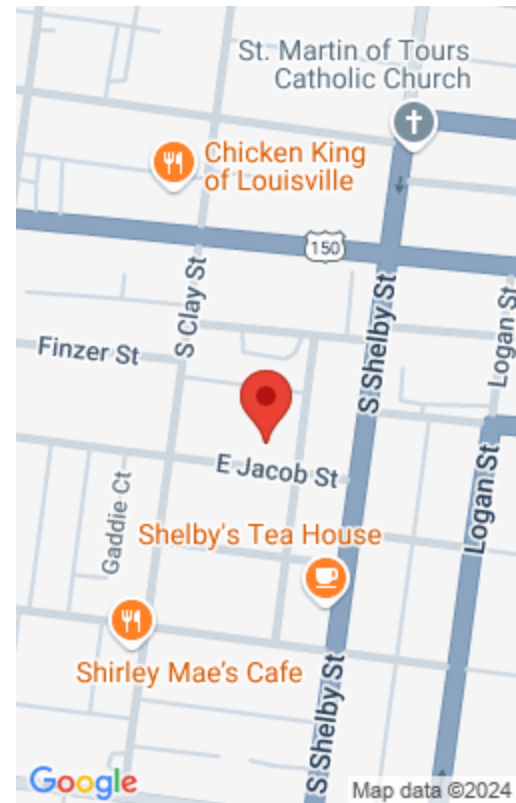 St. Martin of Tours
Catholic Church
Chicken King
of Louisville
150
S Clay St
S Shelby St
Logan St
Finzer St
E Jacob St
Gaddie Ct
Logan St
Shelby's Tea House
Shirley Mae's Cafe
S Shelby St
Google
Map data ©2024